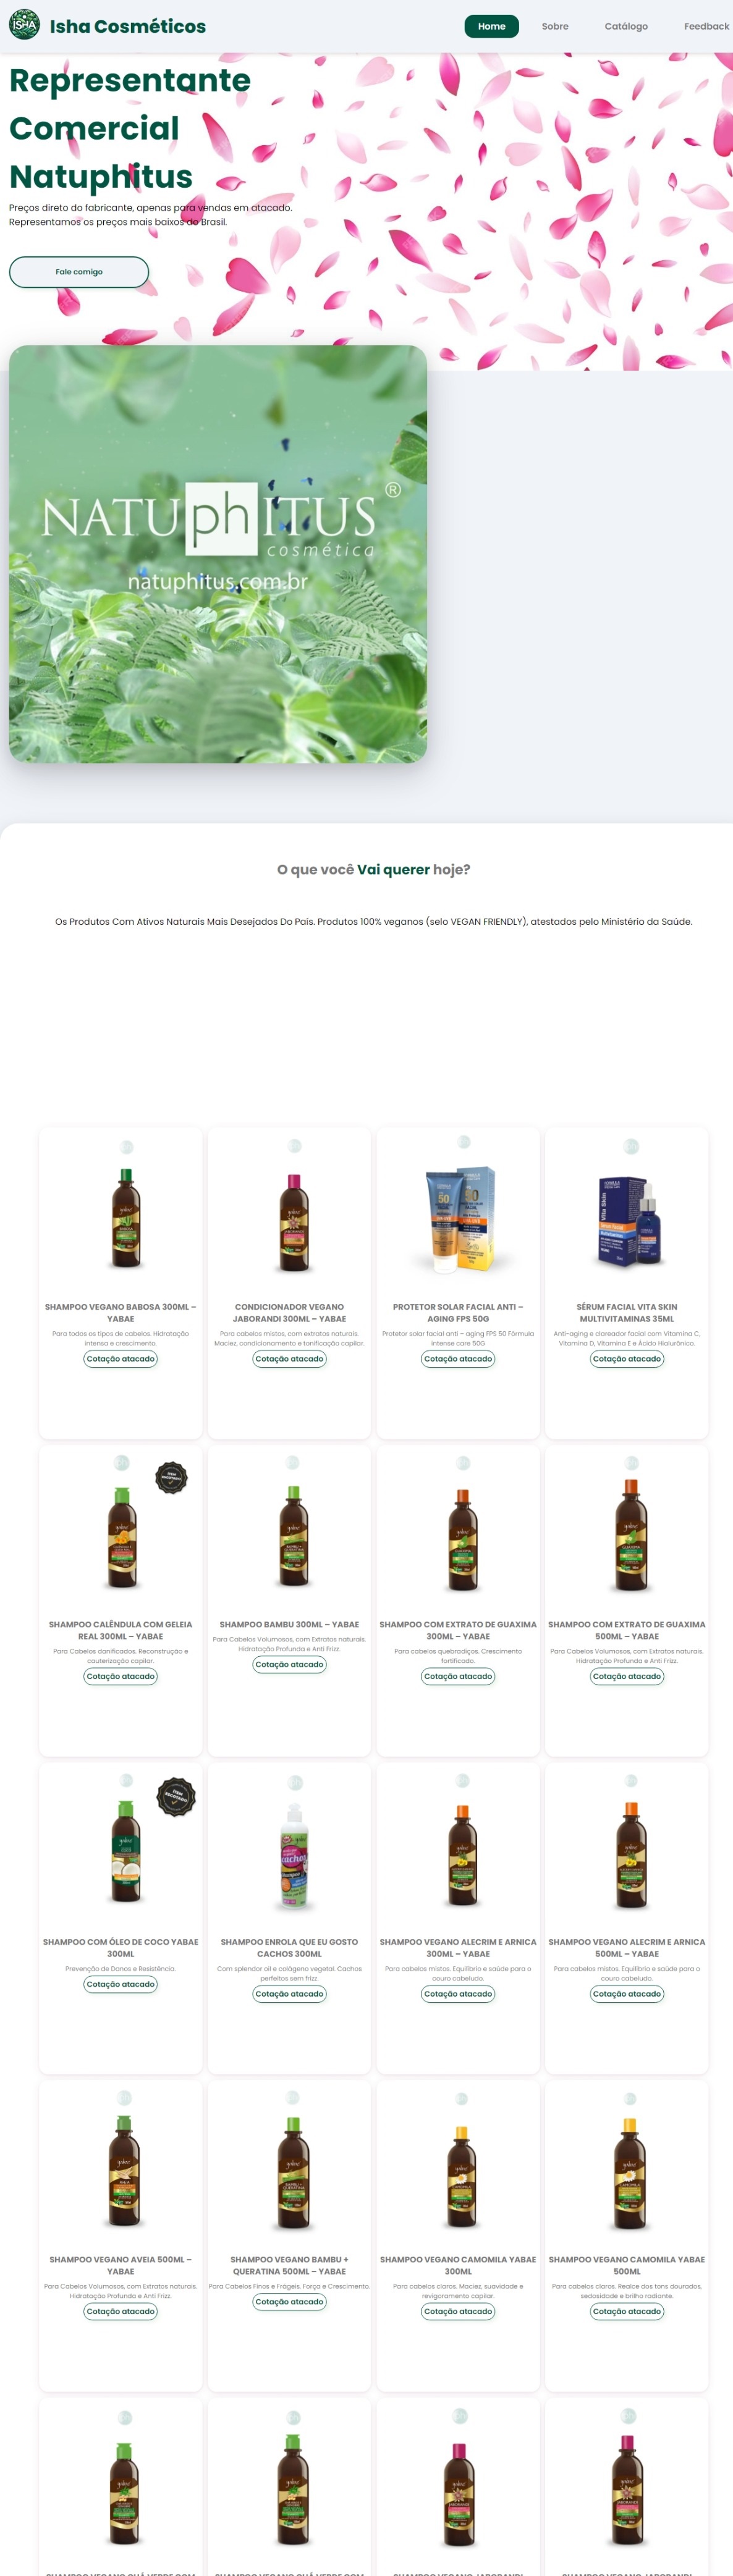 ISHA
Isha Cosméticos
Home
Sobre
Catálogo
Feedback
Representante
Comercial
Natuphitus
Preços direto do fabricante, apenas para vendas em atacado.
Representamos os preços mais baixos do Brasil.
Fale comigo
NATUphITUS®
cosmética
natuphitus.com.br
O que você Vai querer hoje?
Os Produtos Com Ativos Naturais Mais Desejados Do País. Produtos 100% veganos (selo VEGAN FRIENDLY), atestados pelo Ministério da Saúde.
SHAMPOO VEGANO BABOSA 300ML –
YABAE
Para todos os tipos de cabelos. Hidratação
intensa e crescimento.
Cotação atacado
CONDICIONADOR VEGANO
JABORANDI 300ML – YABAE
Para cabelos mistos, com extratos naturais.
Maciez, condicionamento e tonificação capilar.
Cotação atacado
PROTETOR SOLAR FACIAL ANTI –
AGING FPS 50G
Protetor solar facial anti – aging FPS 50 Fórmula
intense care 50G
Cotação atacado
SÉRUM FACIAL VITA SKIN
MULTIVITAMINAS 35ML
Anti-aging e clareador facial com Vitamina C,
Vitamina D, Vitamina E e Ácido Hialurônico.
Cotação atacado
SHAMPOO CALÊNDULA COM GELEIA
REAL 300ML – YABAE
Para Cabelos danificados. Reconstrução e
cauterização capilar.
Cotação atacado
SHAMPOO BAMBU 300ML – YABAE
Para Cabelos Volumosos, com Extratos naturais.
Hidratação Profunda e Anti Frizz.
Cotação atacado
SHAMPOO COM EXTRATO DE GUAXIMA
300ML – YABAE
Para cabelos quebradiços. Crescimento
fortificado.
Cotação atacado
SHAMPOO COM EXTRATO DE GUAXIMA
500ML – YABAE
Para Cabelos Volumosos, com Extratos naturais.
Hidratação Profunda e Anti Frizz.
Cotação atacado
ITEM
ESGOTADO
SHAMPOO COM ÓLEO DE COCO YABAE
300ML
Prevenção de Danos e Resistência.
Cotação atacado
cachos
SHAMPOO ENROLA QUE EU GOSTO
CACHOS 300ML
Com splendor oil e colágeno vegetal. Cachos
perfeitos sem frizz.
Cotação atacado
SHAMPOO VEGANO ALECRIM E ARNICA
300ML – YABAE
Para cabelos mistos. Equilíbrio e saúde para o
couro cabeludo.
Cotação atacado
SHAMPOO VEGANO ALECRIM E ARNICA
500ML – YABAE
Para cabelos mistos. Equilíbrio e saúde para o
couro cabeludo.
Cotação atacado
SHAMPOO VEGANO AVEIA 500ML –
YABAE
Para Cabelos Volumosos, com Extratos naturais.
Hidratação Profunda e Anti Frizz.
Cotação atacado
SHAMPOO VEGANO BAMBU +
QUERATINA 500ML – YABAE
Para Cabelos Finos e Frágeis. Força e Crescimento.
Cotação atacado
SHAMPOO VEGANO CAMOMILA YABAE
300ML
Para cabelos claros. Maciez, suavidade e
revigoramento capilar.
Cotação atacado
SHAMPOO VEGANO CAMOMILA YABAE
500ML
Para cabelos claros. Realce dos tons dourados,
sedosidade e brilho radiante.
Cotação atacado